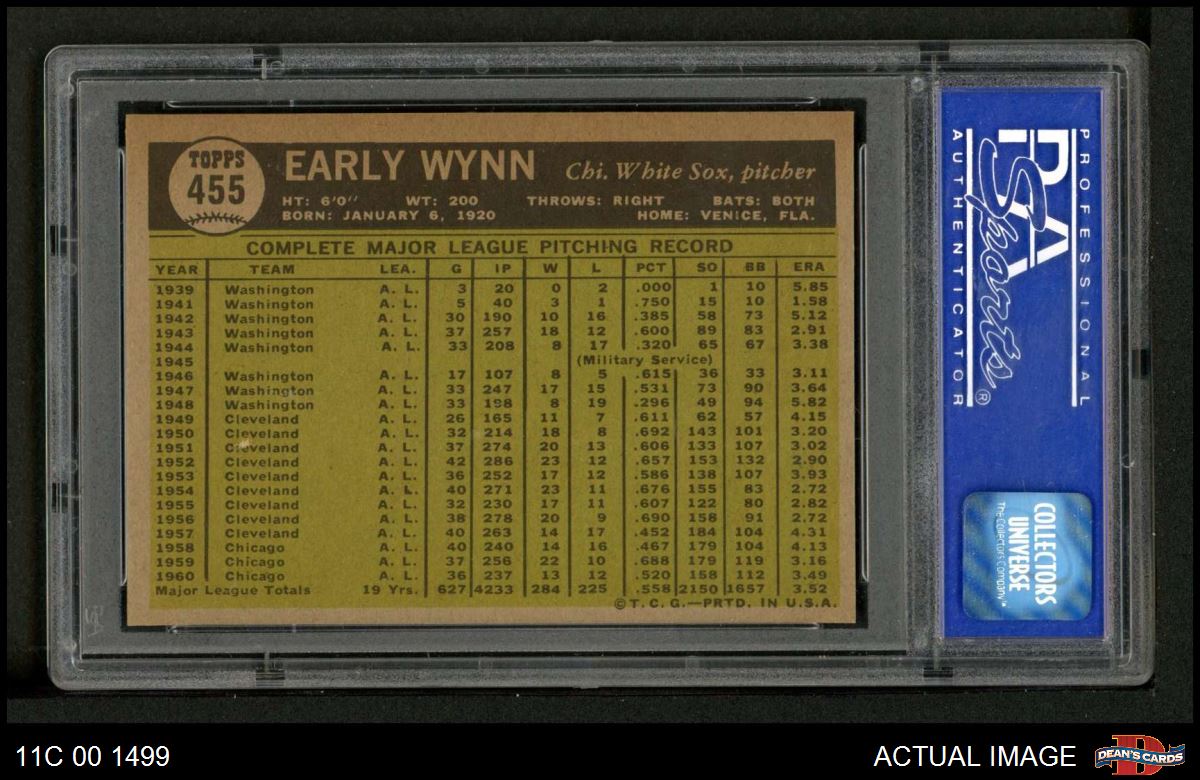 TOPPS
455
EARLY WYNN Chi. White Sox, pitcher
HT: 6'0" WT: 200 THROWS: RIGHT BATS: BOTH
BORN: JANUARY 6, 1920 HOME: VENICE, FLA.
COMPLETE MAJOR LEAGUE PITCHING RECORD
YEAR TEAM LEA. G IP W L PCT SO BB ERA
1939 Washington A. L. 3 20 0 2 .000 1 10 5.85
1941 Washington A. L. 5 40 3 1 .750 15 10 1.58
1942 Washington A. L. 30 190 10 16 .385 58 73 5.12
1943 Washington A. L. 37 257 18 12 .600 89 83 2.91
1944 Washington A. L. 33 208 8 17 .320 65 67 3.38
1945 (Military Service)
1946 Washington A. L. 17 107 8 5 .615 36 33 3.11
1947 Washington A. L. 33 247 17 15 .531 73 90 3.64
1948 Washington A. L. 33 198 8 19 .296 49 94 5.82
1949 Cleveland A. L. 26 165 11 7 .611 62 57 4.15
1950 Cleveland A. L. 32 214 18 8 .692 143 101 3.20
1951 Cleveland A. L. 37 274 20 13 .606 133 107 3.02
1952 Cleveland A. L. 42 286 23 12 .657 153 132 2.90
1953 Cleveland A. L. 36 252 17 12 .586 138 107 3.93
1954 Cleveland A. L. 40 271 23 11 .676 155 83 2.72
1955 Cleveland A. L. 32 230 17 11 .607 122 80 2.82
1956 Cleveland A. L. 38 278 20 9 .690 158 91 2.72
1957 Cleveland A. L. 40 263 14 17 .452 184 104 4.31
1958 Chicago A. L. 40 240 14 16 .467 179 104 4.13
1959 Chicago A. L. 37 256 22 10 .688 179 119 3.16
1960 Chicago A. L. 36 237 13 12 .520 158 112 3.49
Major League Totals 19 Yrs. 627 4233 284 225 .558 2150 1657 3.52
©T.C.G.—PRTD. IN U.S.A.
PROFESSIONAL
PSA
Sports®
AUTHENTICATOR
COLLECTORS
UNIVERSE
The Collector's Company™
11C 00 1499
ACTUAL IMAGE
DEAN'S CARDS